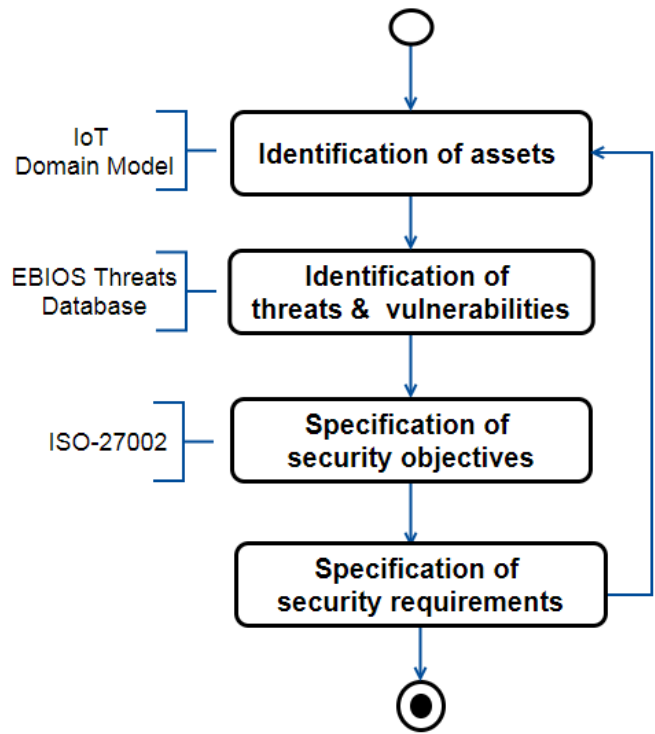 IoT
Domain Model
Identification of assets
EBIOS Threats
Database
Identification of
threats & vulnerabilities
ISO-27002
Specification of
security objectives
Specification of
security requirements